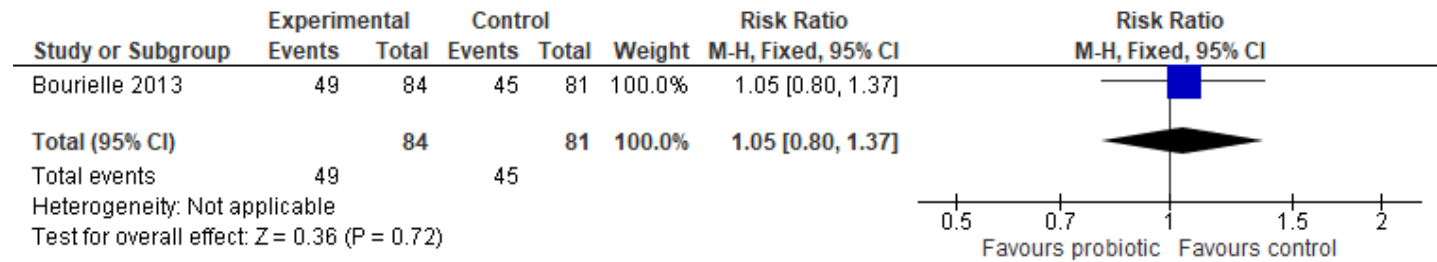 Experimental Control Risk Ratio Risk Ratio
Study or Subgroup Events Total Events Total Weight M-H, Fixed, 95% CI M-H, Fixed, 95% CI
Bourielle 2013 49 84 45 81 100.0% 1.05 [0.80, 1.37]
Total (95% CI) 84 81 100.0% 1.05 [0.80, 1.37]
Total events 49 45
Heterogeneity: Not applicable
Test for overall effect: Z = 0.36 (P = 0.72)
0.5 0.7 1 1.5 2
Favours probiotic Favours control